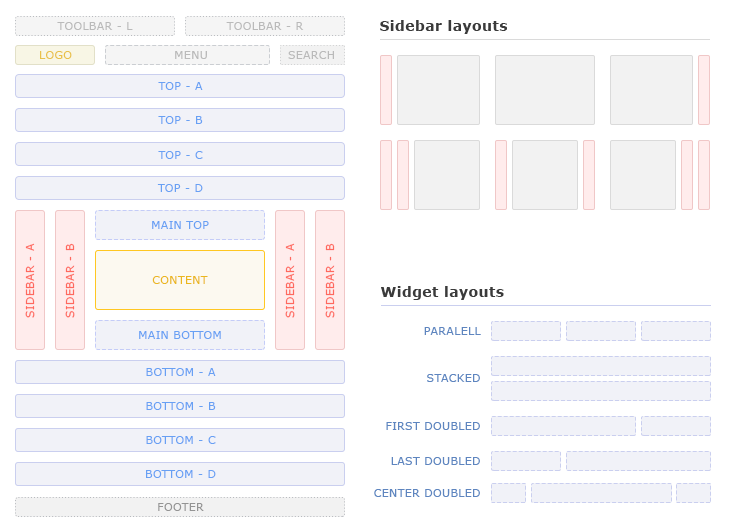 TOOLBAR - L
TOOLBAR - R
LOGO
MENU
SEARCH
TOP - A
TOP - B
TOP - C
TOP - D
SIDEBAR - A
SIDEBAR - B
MAIN TOP
CONTENT
MAIN BOTTOM
SIDEBAR - A
SIDEBAR - B
BOTTOM - A
BOTTOM - B
BOTTOM - C
BOTTOM - D
FOOTER
Sidebar layouts
Widget layouts
PARALELL
STACKED
FIRST DOUBLED
LAST DOUBLED
CENTER DOUBLED